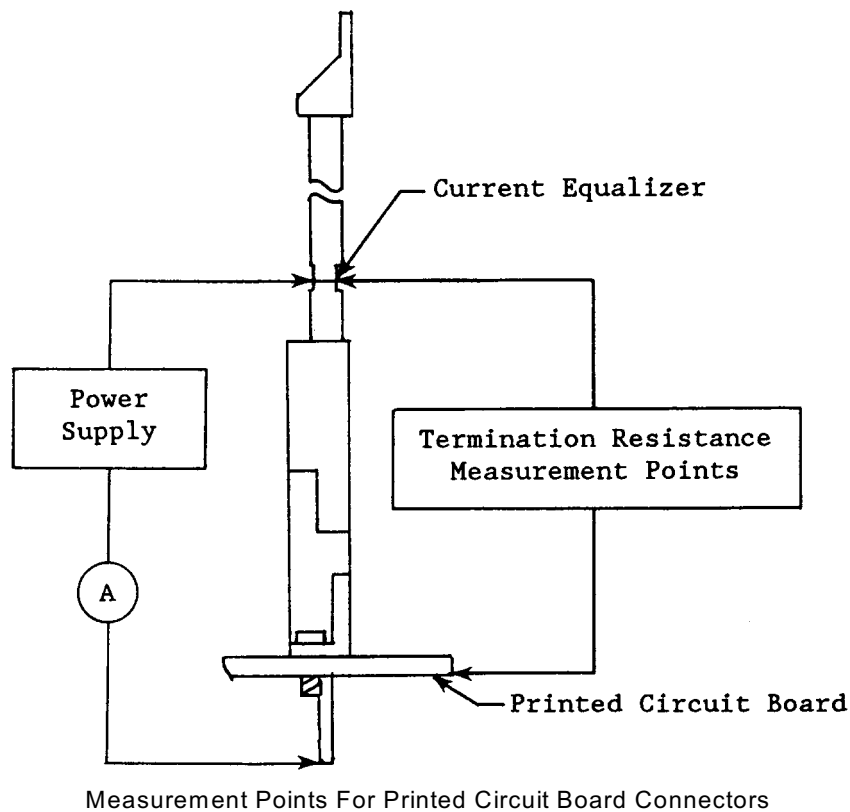 Current Equalizer
Power
Supply
Termination Resistance
Measurement Points
A
Printed Circuit Board
Measurement Points For Printed Circuit Board Connectors